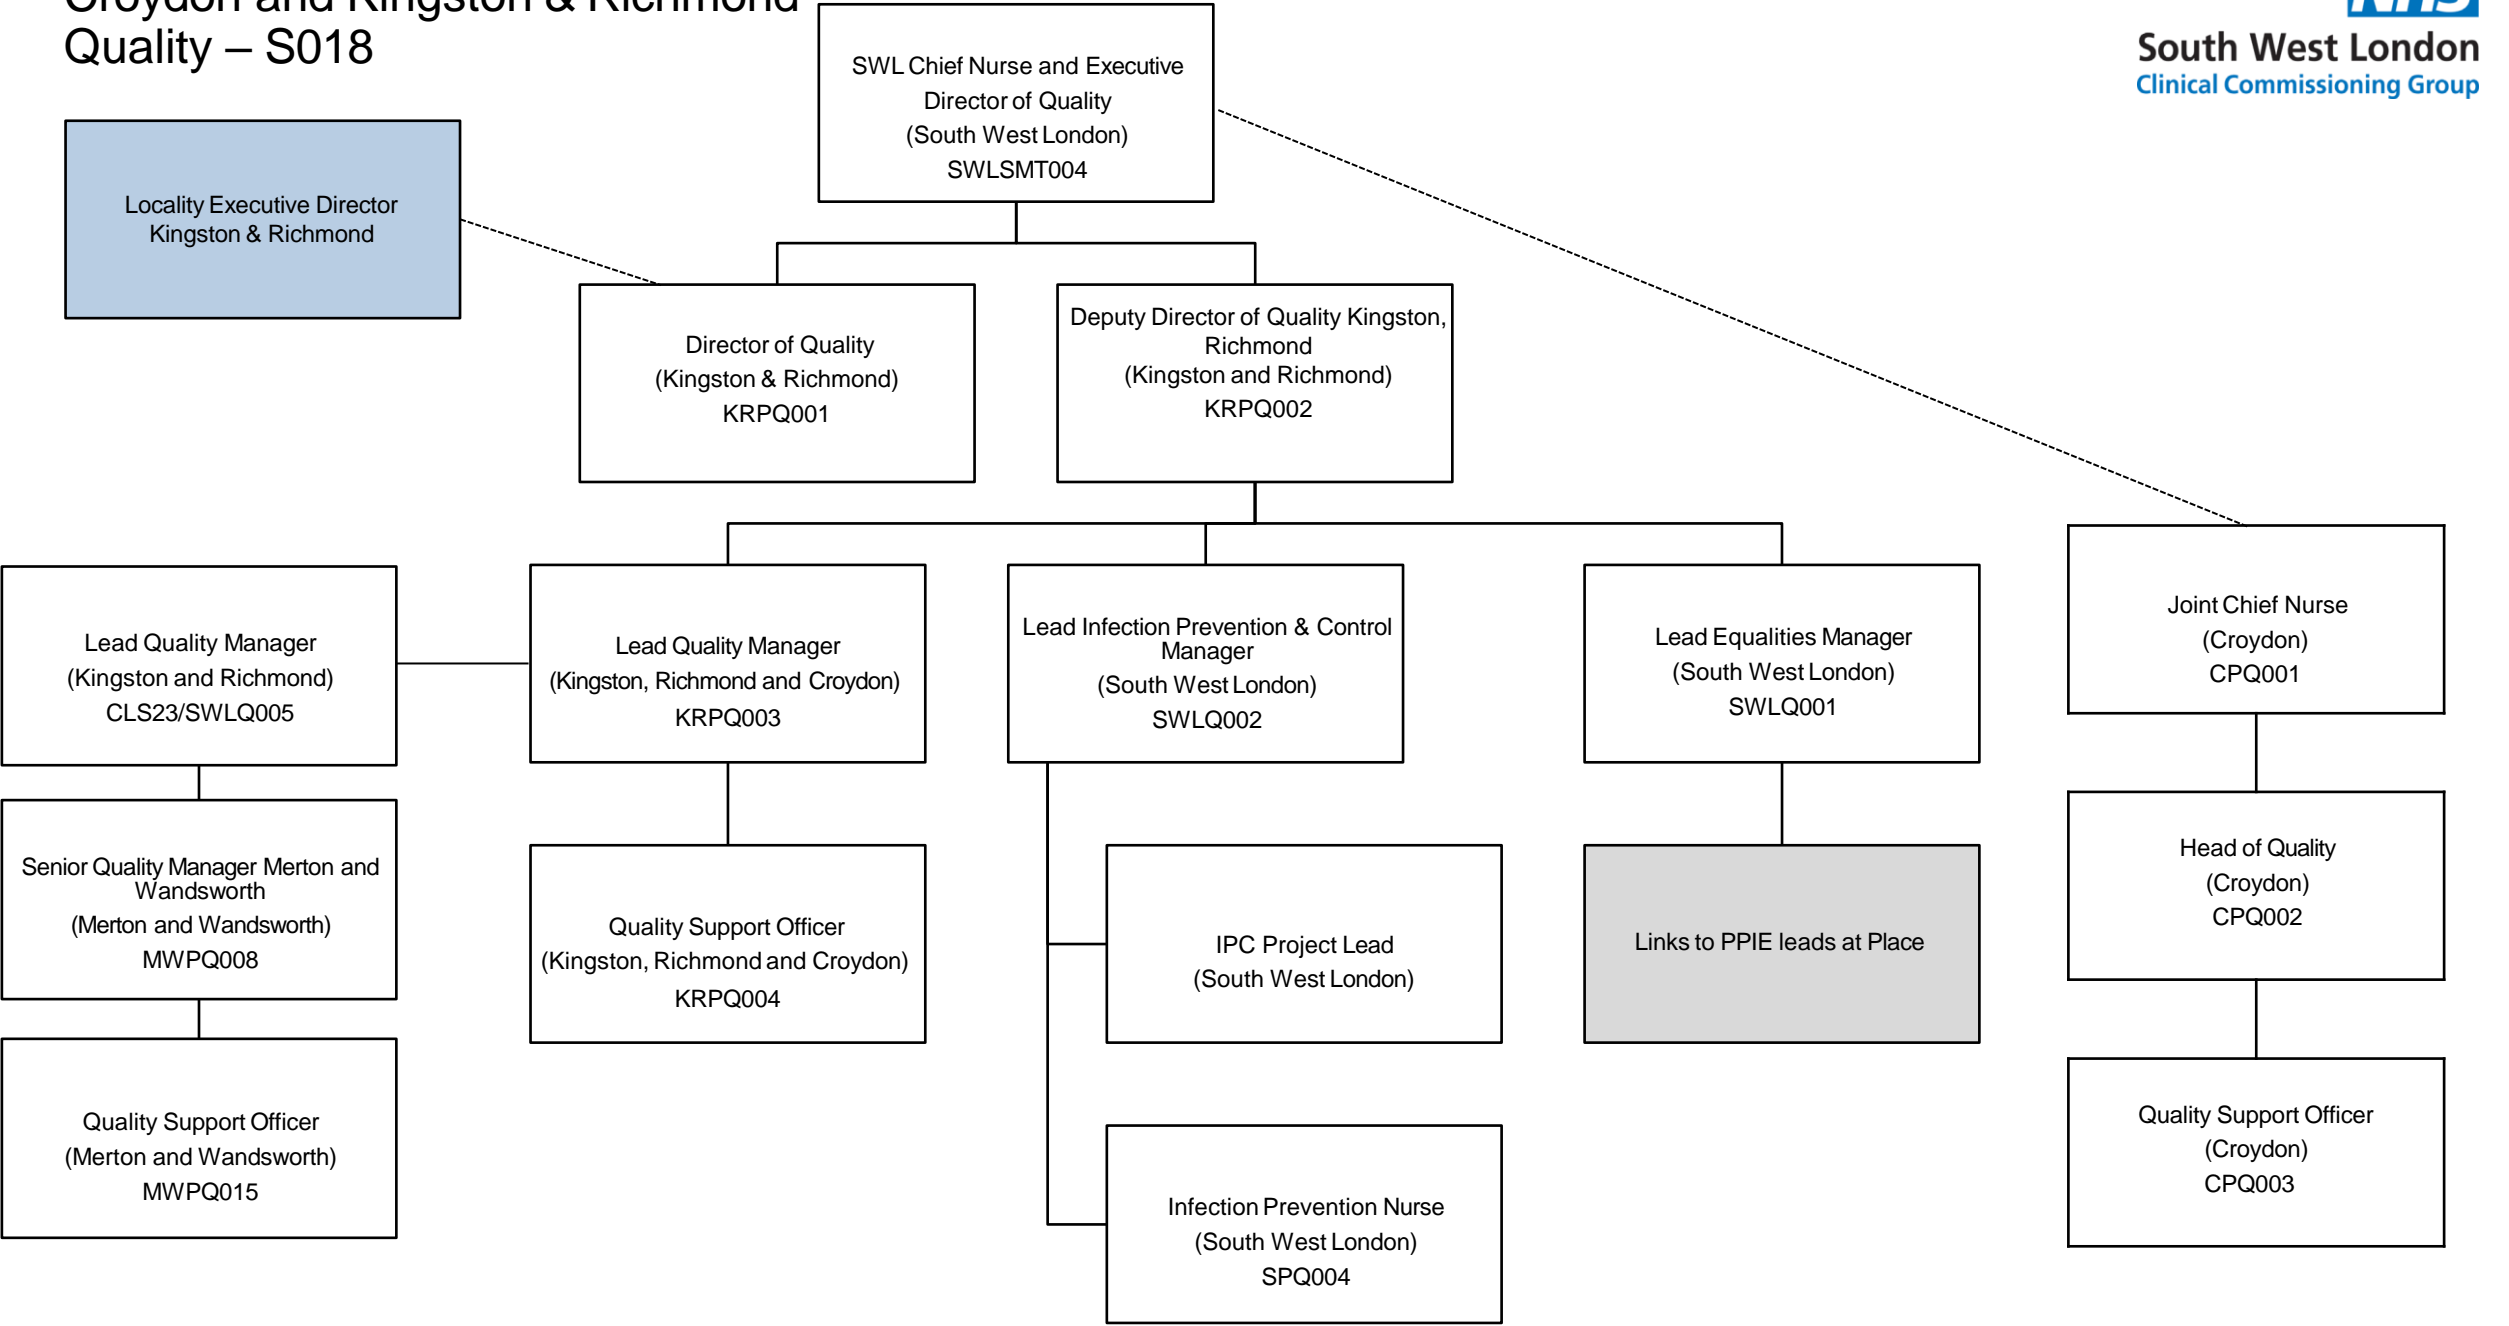 Croydon and Kingston & Richmond
Quality – S018
NHS
South West London
Clinical Commissioning Group
SWL Chief Nurse and Executive
Director of Quality
(South West London)
SWLSMT004
Locality Executive Director
Kingston & Richmond
Director of Quality
(Kingston & Richmond)
KRPQ001
Deputy Director of Quality Kingston,
Richmond
(Kingston and Richmond)
KRPQ002
Lead Quality Manager
(Kingston and Richmond)
CLS23/SWLQ005
Lead Quality Manager
(Kingston, Richmond and Croydon)
KRPQ003
Lead Infection Prevention & Control
Manager
(South West London)
SWLQ002
Lead Equalities Manager
(South West London)
SWLQ001
Joint Chief Nurse
(Croydon)
CPQ001
Senior Quality Manager Merton and
Wandsworth
(Merton and Wandsworth)
MWPQ008
Quality Support Officer
(Kingston, Richmond and Croydon)
KRPQ004
IPC Project Lead
(South West London)
Links to PPIE leads at Place
Head of Quality
(Croydon)
CPQ002
Quality Support Officer
(Merton and Wandsworth)
MWPQ015
Infection Prevention Nurse
(South West London)
SPQ004
Quality Support Officer
(Croydon)
CPQ003